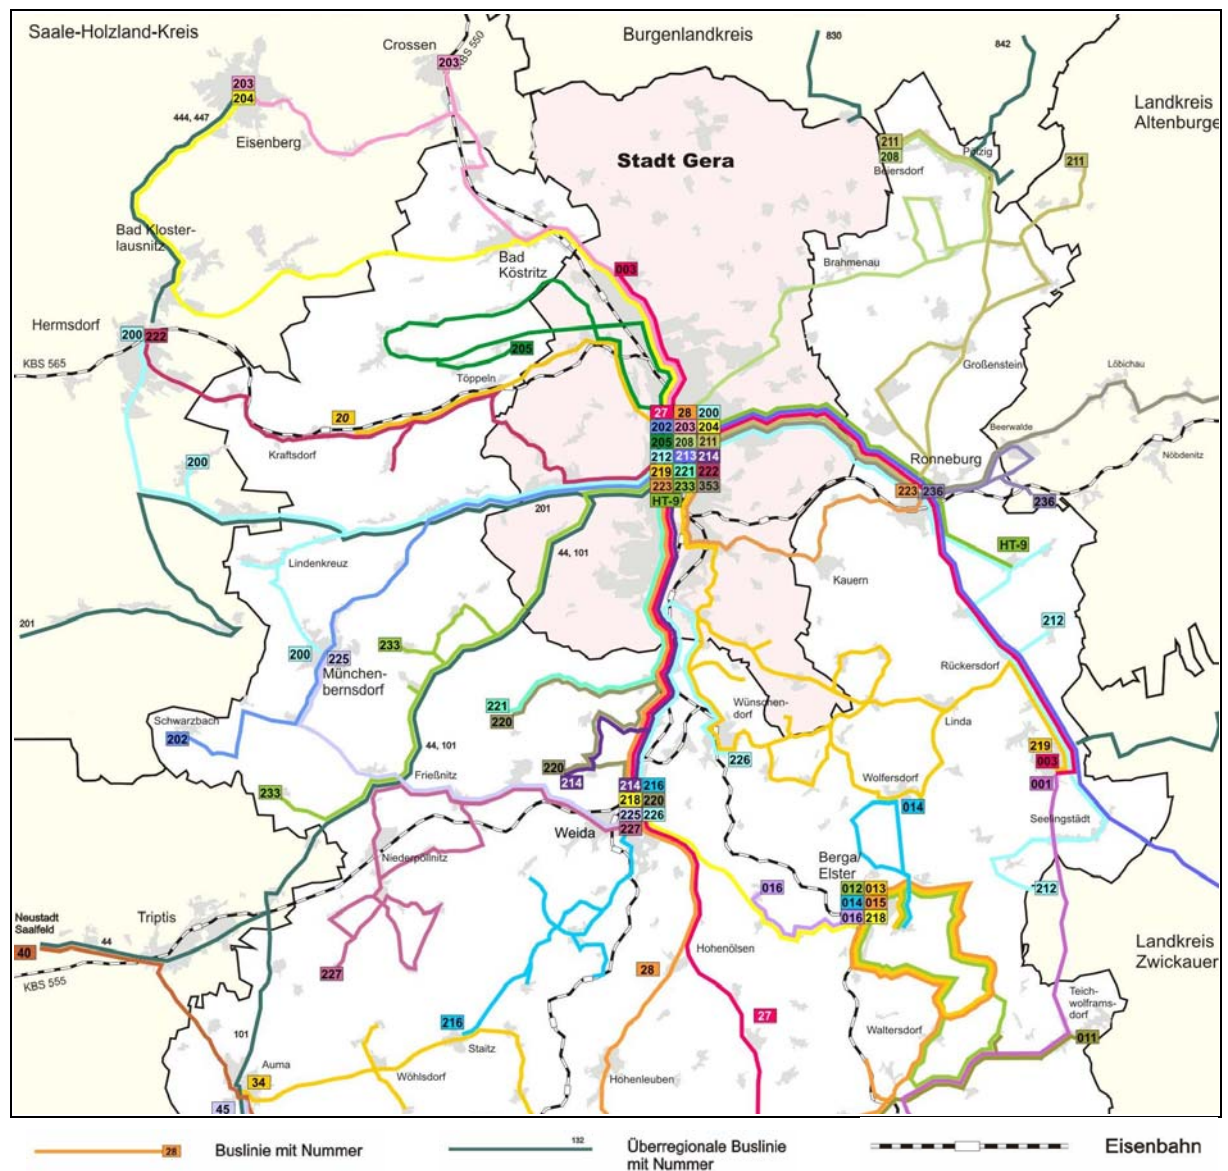 Saale-Holzland-Kreis
Crossen
Burgenlandkreis
830
842
KBS 550
203
203
204
444, 447
Eisenberg
Stadt Gera
Landkreis
Altenburge
211
208
Beiersdorf
Pölzig
211
Bad Kloster-
lausnitz
Bad
Köstritz
003
Brahmenau
Hermsdorf
200 222
KBS 565
205
Töppeln
Großenstein
Löbichau
20
27 28 200
202 203 204
205 208 211
212 213 214
219 221 222
223 233 353
HT-9
Beerwalde
Kraftsdorf
Ronneburg
Nöbdenitz
200
223 236
236
201
HT-9
44, 101
Lindenkreuz
Kauern
201
233
212
200
225
München-
bernsdorf
Rückersdorf
221
220
Wünschen-
dorf
Linda
Schwarzbach
202
44, 101
219
226
003
220
214
Frießnitz
Wolfersdorf
001
233
214 216
218 220
225 226
227
014
Seelingstädt
Weida
Niederpöllnitz
Berga/
Elster
016
012 013
014 015
016 218
212
Neustadt
Saalfeld
Triptis
44
40
227
Hohenölsen
28
Landkreis
Zwickauer
KBS 555
216
27
Teich-
wolframs-
dorf
101
Staitz
Waltersdorf
011
Auma
34
Wöhlsdorf
Hohenleuben
45
28
Buslinie mit Nummer
132
Überregionale Buslinie
mit Nummer
Eisenbahn